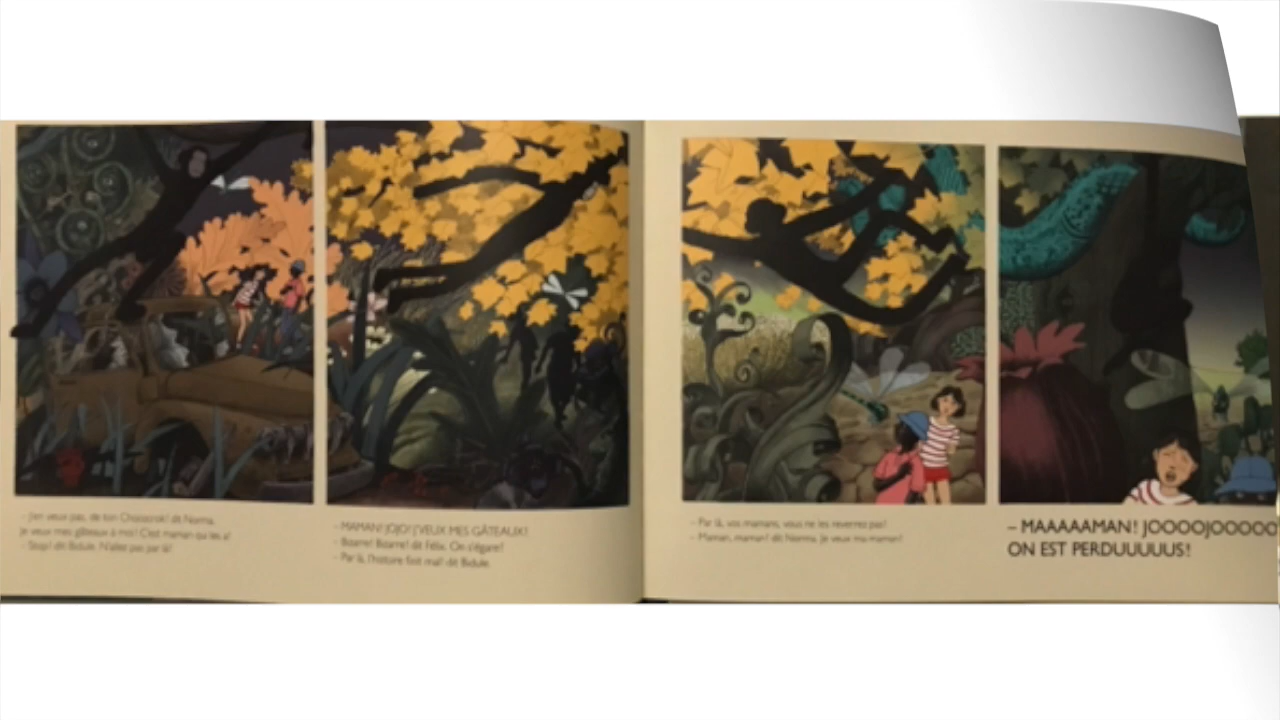 – J'en veux pas, de ton Chocorok! dit Norma.
Je veux mes gâteaux à moi! C'est maman qui les a!
– Stop! dit Bidule. N'allez pas par là!
– MAMAN! JOJO! J'VEUX MES GÂTEAUX!
– Bizarre! Bizarre! dit Félix. On s'égare!
– Par là, l'histoire finit mal! dit Bidule.
– Par là, vos mamans, vous ne les reverrez pas!
– Maman, maman! dit Norma. Je veux ma maman!
– MAAAAAMAN! JOOOOJOOOOO
ON EST PERDUUUUUS!